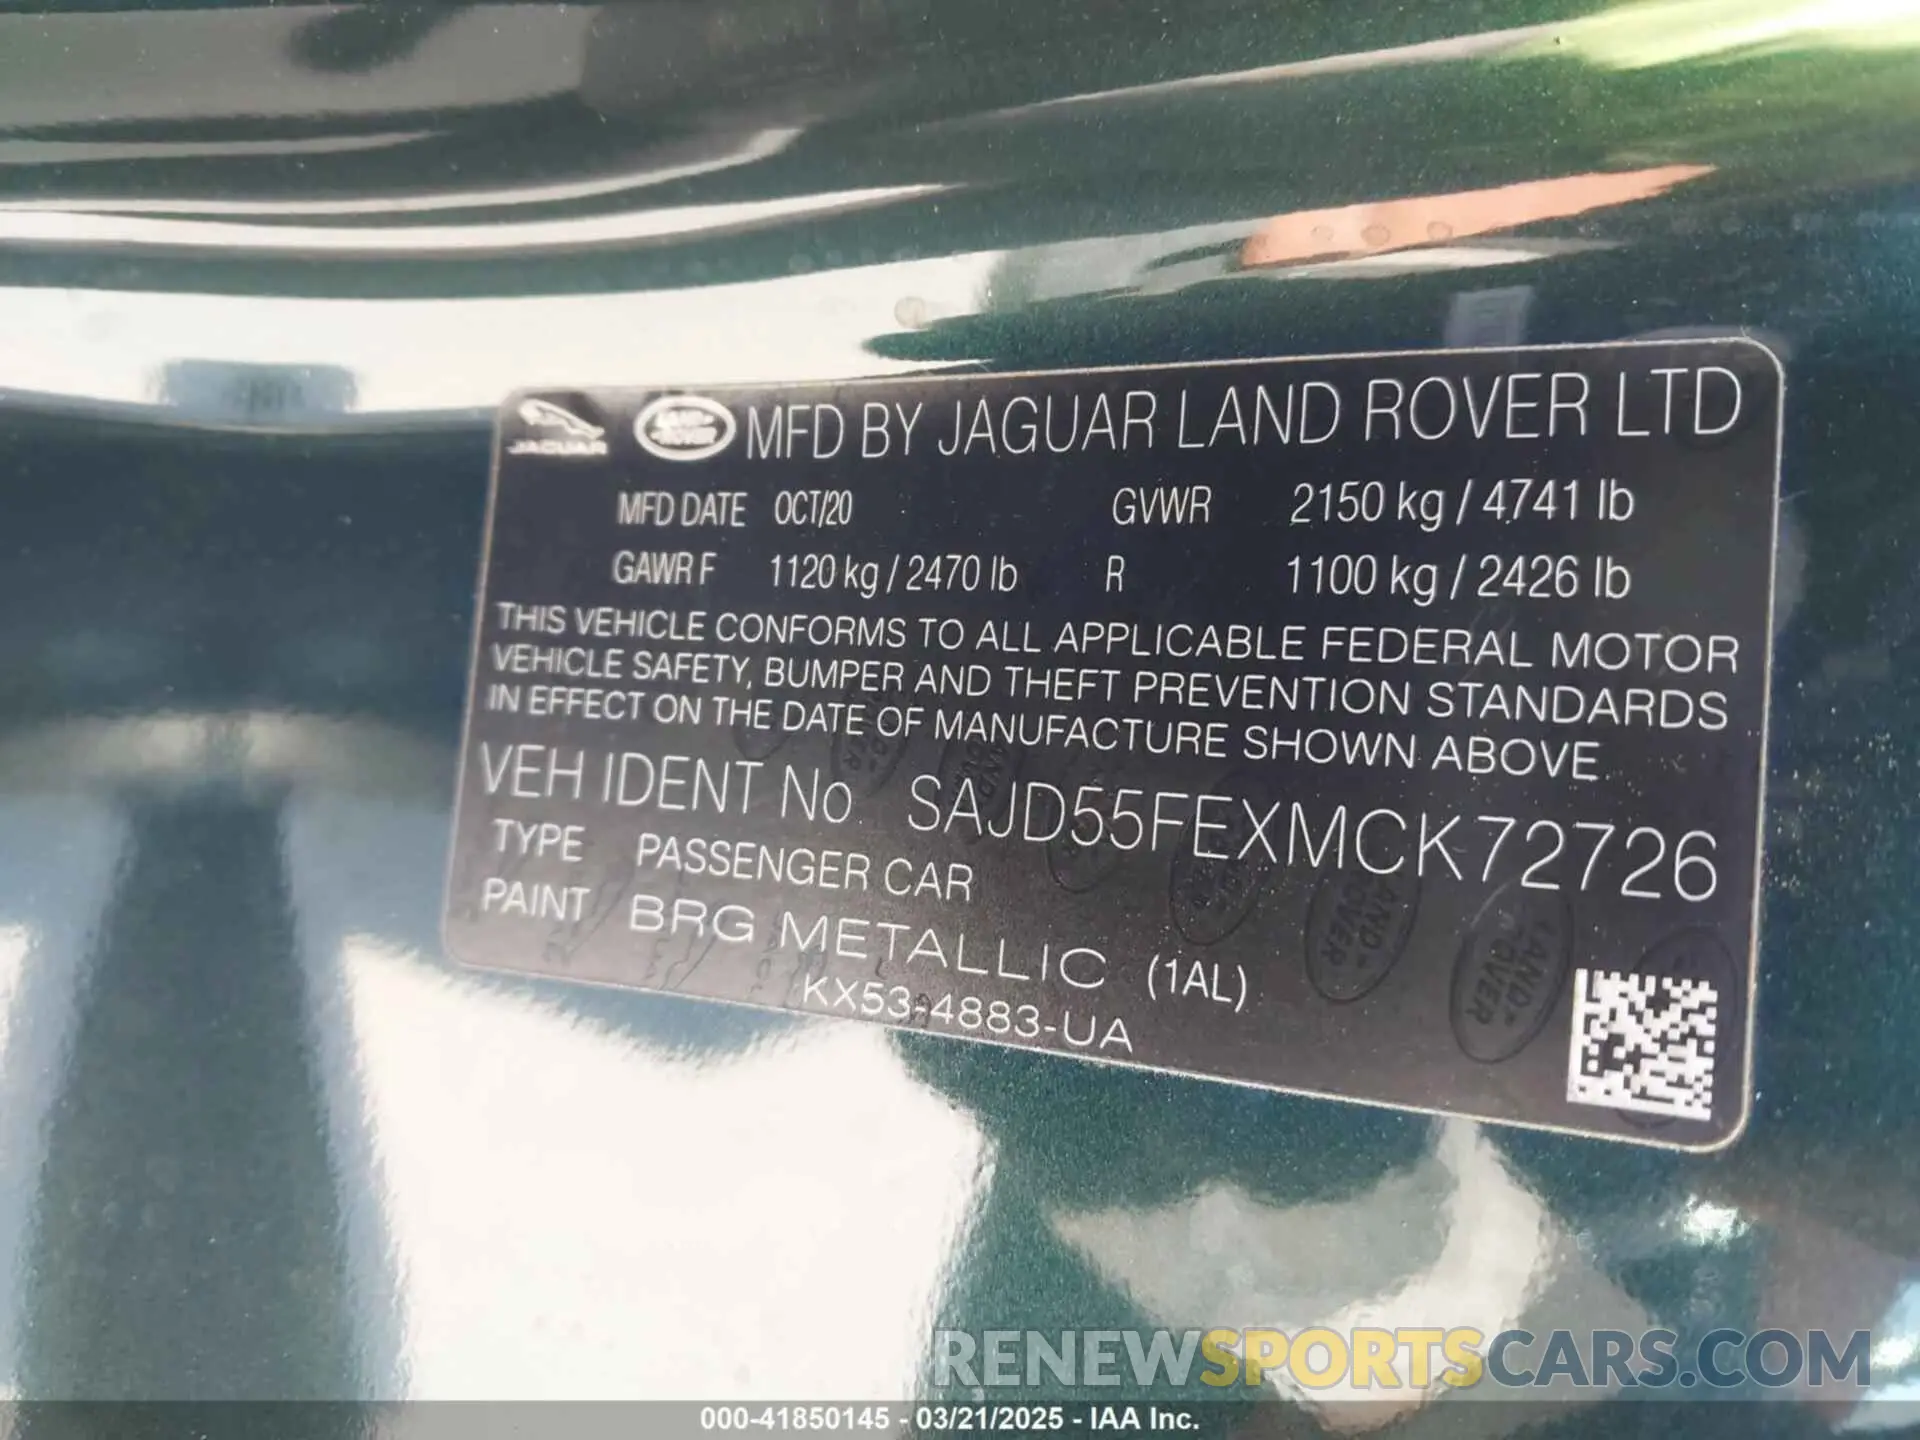 JAGUAR LAND ROVER MFD BY JAGUAR LAND ROVER LTD
MFD DATE OCT/20 GVWR 2150 kg / 4741 lb
GAWR F 1120 kg / 2470 lb R 1100 kg / 2426 lb
THIS VEHICLE CONFORMS TO ALL APPLICABLE FEDERAL MOTOR
VEHICLE SAFETY, BUMPER AND THEFT PREVENTION STANDARDS
IN EFFECT ON THE DATE OF MANUFACTURE SHOWN ABOVE.
VEH IDENT No. SAJD55FEXMCK72726
TYPE PASSENGER CAR
PAINT BRG METALLIC (1AL)
KX53-4883-UA
RENEWSPORTSCARS.COM
000-41850145 - 03/21/2025 - IAA Inc.